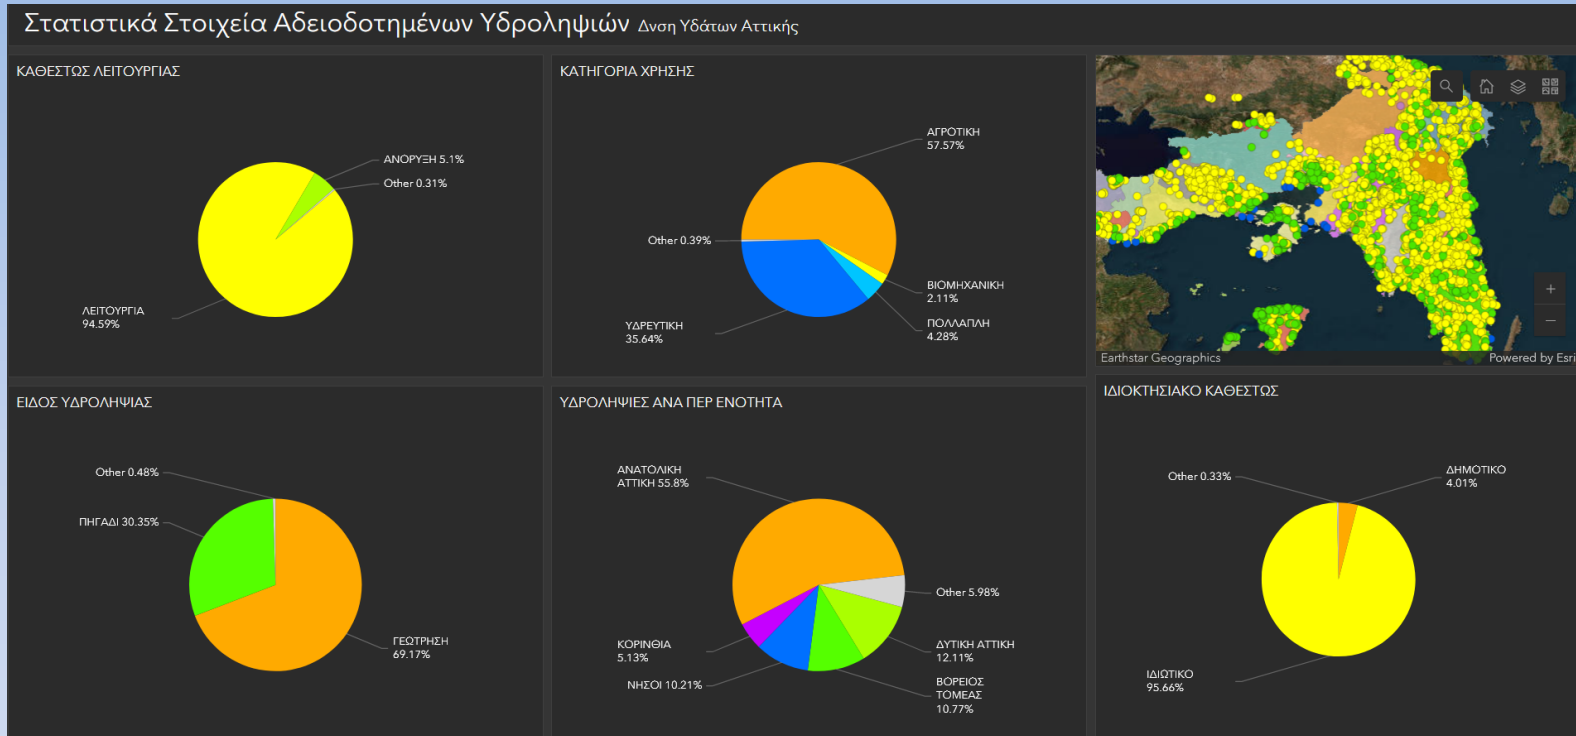 Στατιστικά Στοιχεία Αδειοδοτημένων Υδροληψιών Δνση Υδάτων Αττικής
ΚΑΘΕΣΤΩΣ ΛΕΙΤΟΥΡΓΙΑΣ
ΑΝΟΡΥΞΗ 5.1%
Other 0.31%
ΛΕΙΤΟΥΡΓΙΑ
94.59%
ΚΑΤΗΓΟΡΙΑ ΧΡΗΣΗΣ
ΑΓΡΟΤΙΚΗ
57.57%
Other 0.39%
ΒΙΟΜΗΧΑΝΙΚΗ
2.11%
ΥΔΡΕΥΤΙΚΗ
35.64%
ΠΟΛΛΑΠΛΗ
4.28%
+
−
Earthstar Geographics
Powered by Esri
ΕΙΔΟΣ ΥΔΡΟΛΗΨΙΑΣ
Other 0.48%
ΠΗΓΑΔΙ 30.35%
ΓΕΩΤΡΗΣΗ
69.17%
ΥΔΡΟΛΗΨΙΕΣ ΑΝΑ ΠΕΡ ΕΝΟΤΗΤΑ
ΑΝΑΤΟΛΙΚΗ
ΑΤΤΙΚΗ 55.8%
Other 5.98%
ΚΟΡΙΝΘΙΑ
5.13%
ΔΥΤΙΚΗ ΑΤΤΙΚΗ
12.11%
ΝΗΣΟΙ 10.21%
ΒΟΡΕΙΟΣ
ΤΟΜΕΑΣ
10.77%
ΙΔΙΟΚΤΗΣΙΑΚΟ ΚΑΘΕΣΤΩΣ
Other 0.33%
ΔΗΜΟΤΙΚΟ
4.01%
ΙΔΙΩΤΙΚΟ
95.66%